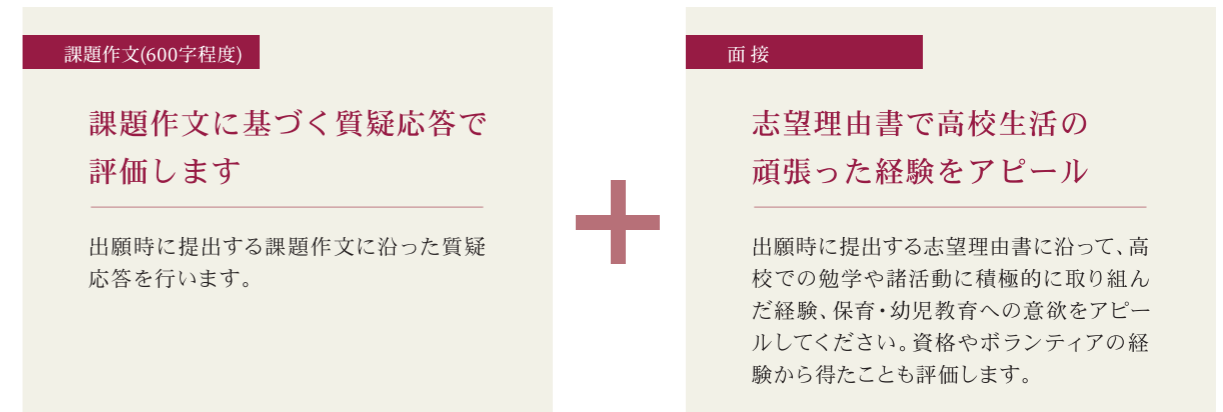 課題作文(600字程度)
課題作文に基づく質疑応答で
評価します
出願時に提出する課題作文に沿った質疑
応答を行います。
+
面 接
志望理由書で高校生活の
頑張った経験をアピール
出願時に提出する志望理由書に沿って、高
校での勉学や諸活動に積極的に取り組ん
だ経験、保育・幼児教育への意欲をアピー
ルしてください。資格やボランティアの経
験から得たことも評価します。